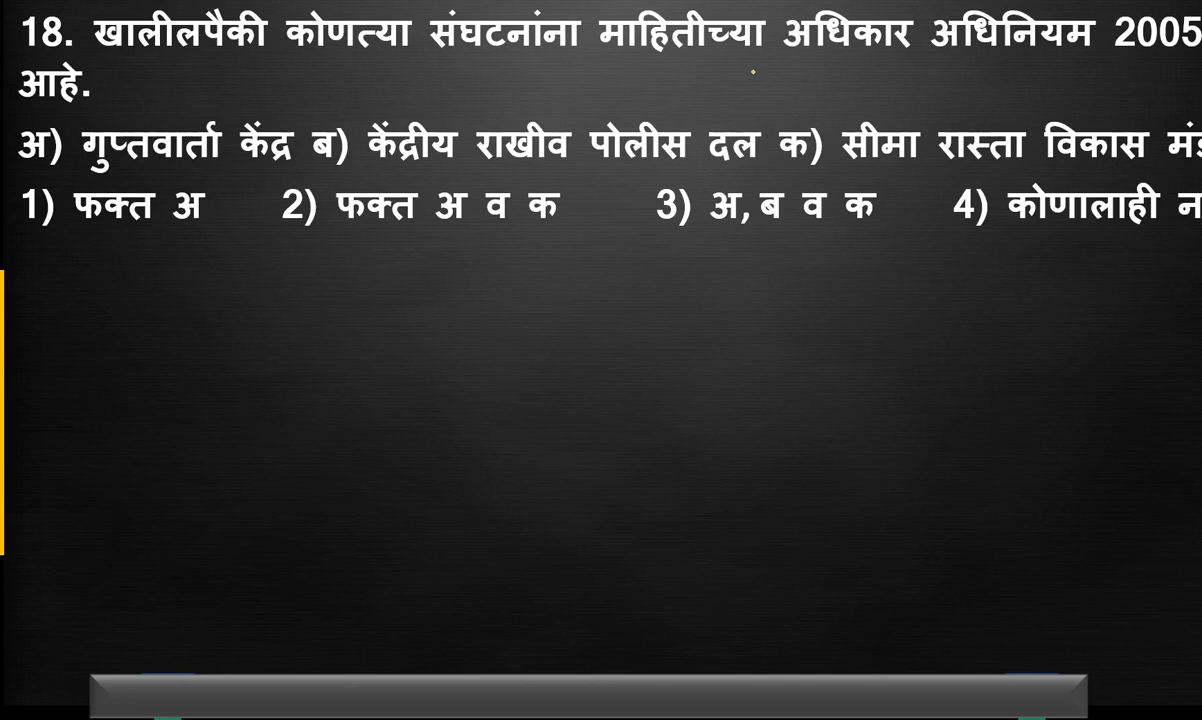 18. खालीलपैकी कोणत्या संघटनांना माहितीच्या अधिकार अधिनियम 2005
आहे.
अ) गुप्तवार्ता केंद्र ब) केंद्रीय राखीव पोलीस दल क) सीमा रास्ता विकास
1) फक्त अ 2) फक्त अ व क 3) अ, ब व क 4) कोणालाही